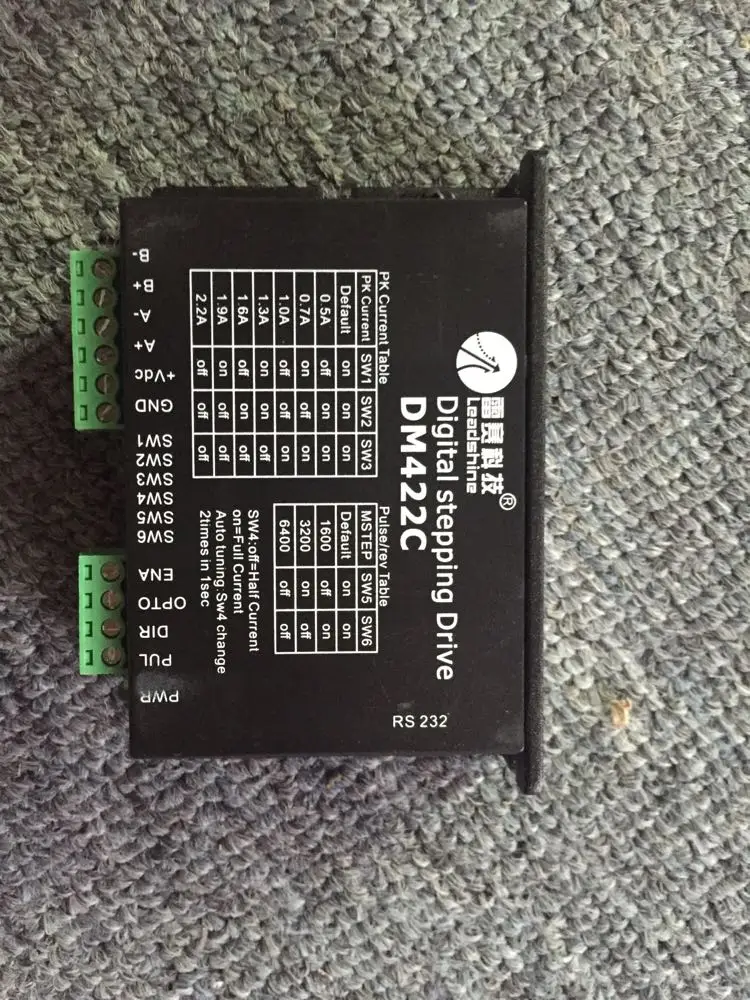 雷赛科技®
Leadshine
Digital stepping Drive
DM422C
RS 232
PK Current Table
PK Current SW1 SW2 SW3
Default on on on
0.5A off on on
0.7A on off on
1.0A off off on
1.3A on on off
1.6A off on off
1.9A on off off
2.2A off off off
Pulse/rev Table
MSTEP SW5 SW6
Default on on
1600 off on
3200 on off
6400 off off
SW4:off=Half Current
on=Full Current
Auto tuning:Sw4 change
2times in 1sec
B-
B+
A-
A+
+Vdc
GND
SW1
SW2
SW3
SW4
SW5
SW6
ENA
OPTO
DIR
PUL
PWR